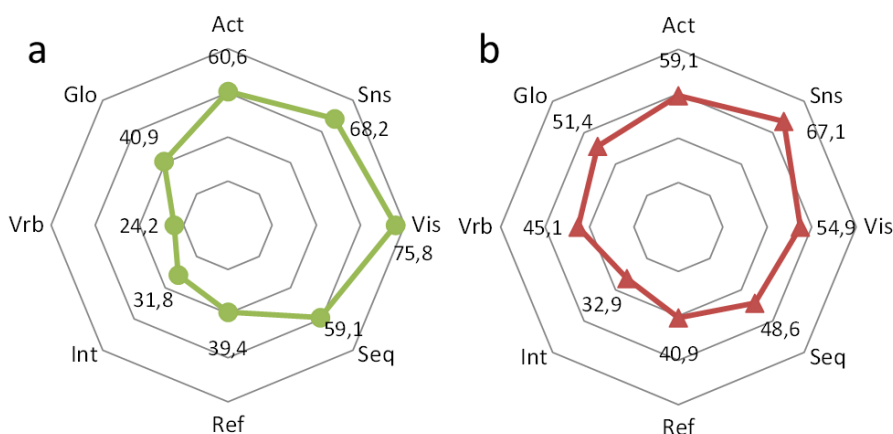 a
Act
60,6
Glo
Sns
40,9
68,2
Vrb
24,2
Vis
75,8
31,8
59,1
Int
39,4
Seq
Ref
b
Act
59,1
Glo
Sns
51,4
67,1
Vrb
45,1
54,9
Vis
32,9
48,6
Int
40,9
Seq
Ref